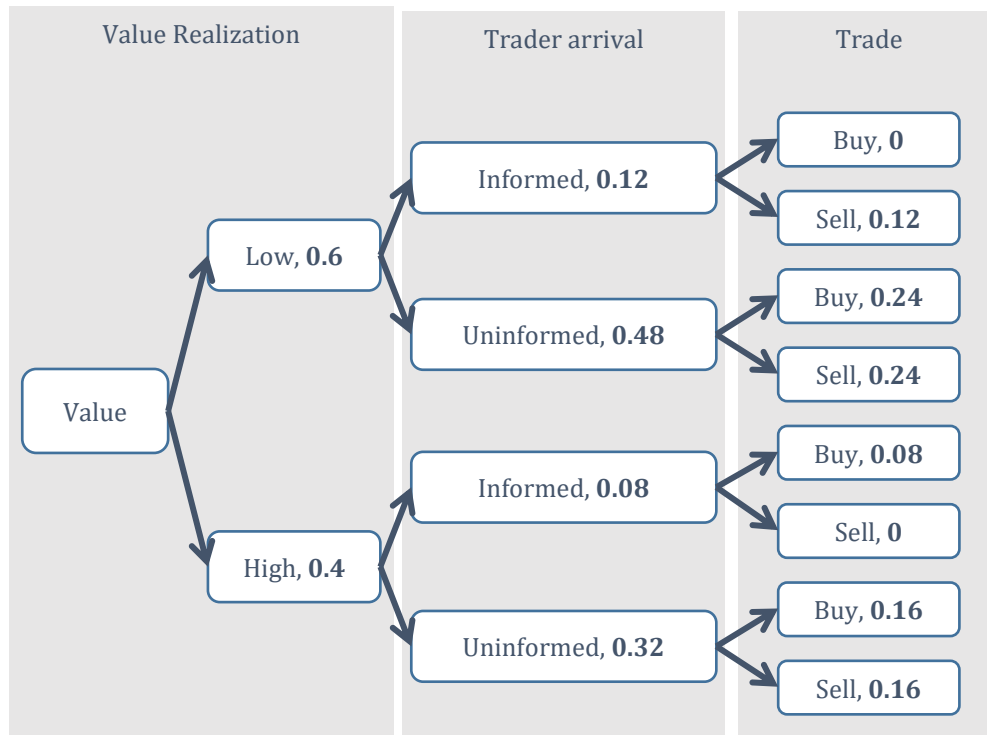 Value Realization
Trader arrival
Trade
Value
Low, 0.6
High, 0.4
Informed, 0.12
Uninformed, 0.48
Informed, 0.08
Uninformed, 0.32
Buy, 0
Sell, 0.12
Buy, 0.24
Sell, 0.24
Buy, 0.08
Sell, 0
Buy, 0.16
Sell, 0.16